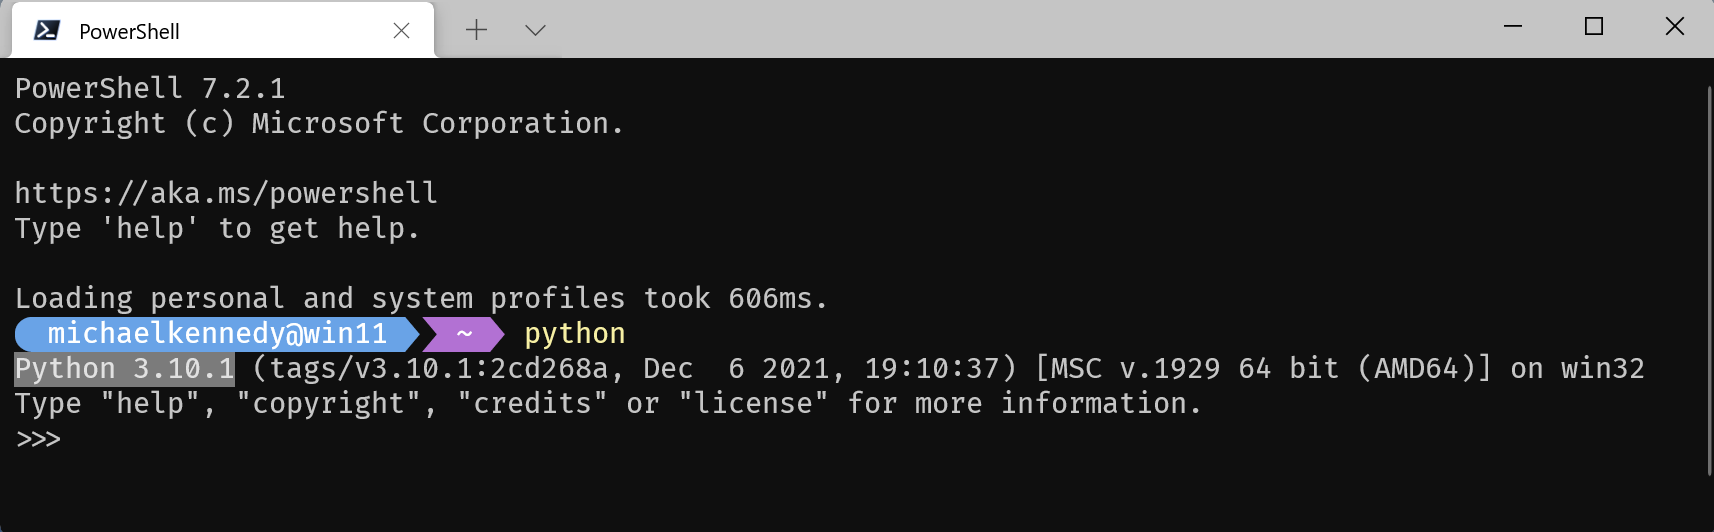 PowerShell
PowerShell 7.2.1
Copyright (c) Microsoft Corporation.
https://aka.ms/powershell
Type 'help' to get help.
Loading personal and system profiles took 606ms.
michaelkennedy@win11 ~ python
Python 3.10.1 (tags/v3.10.1:2cd268a, Dec  6 2021, 19:10:37) [MSC v.1929 64 bit (AMD64)] on win32
Type "help", "copyright", "credits" or "license" for more information.
>>>